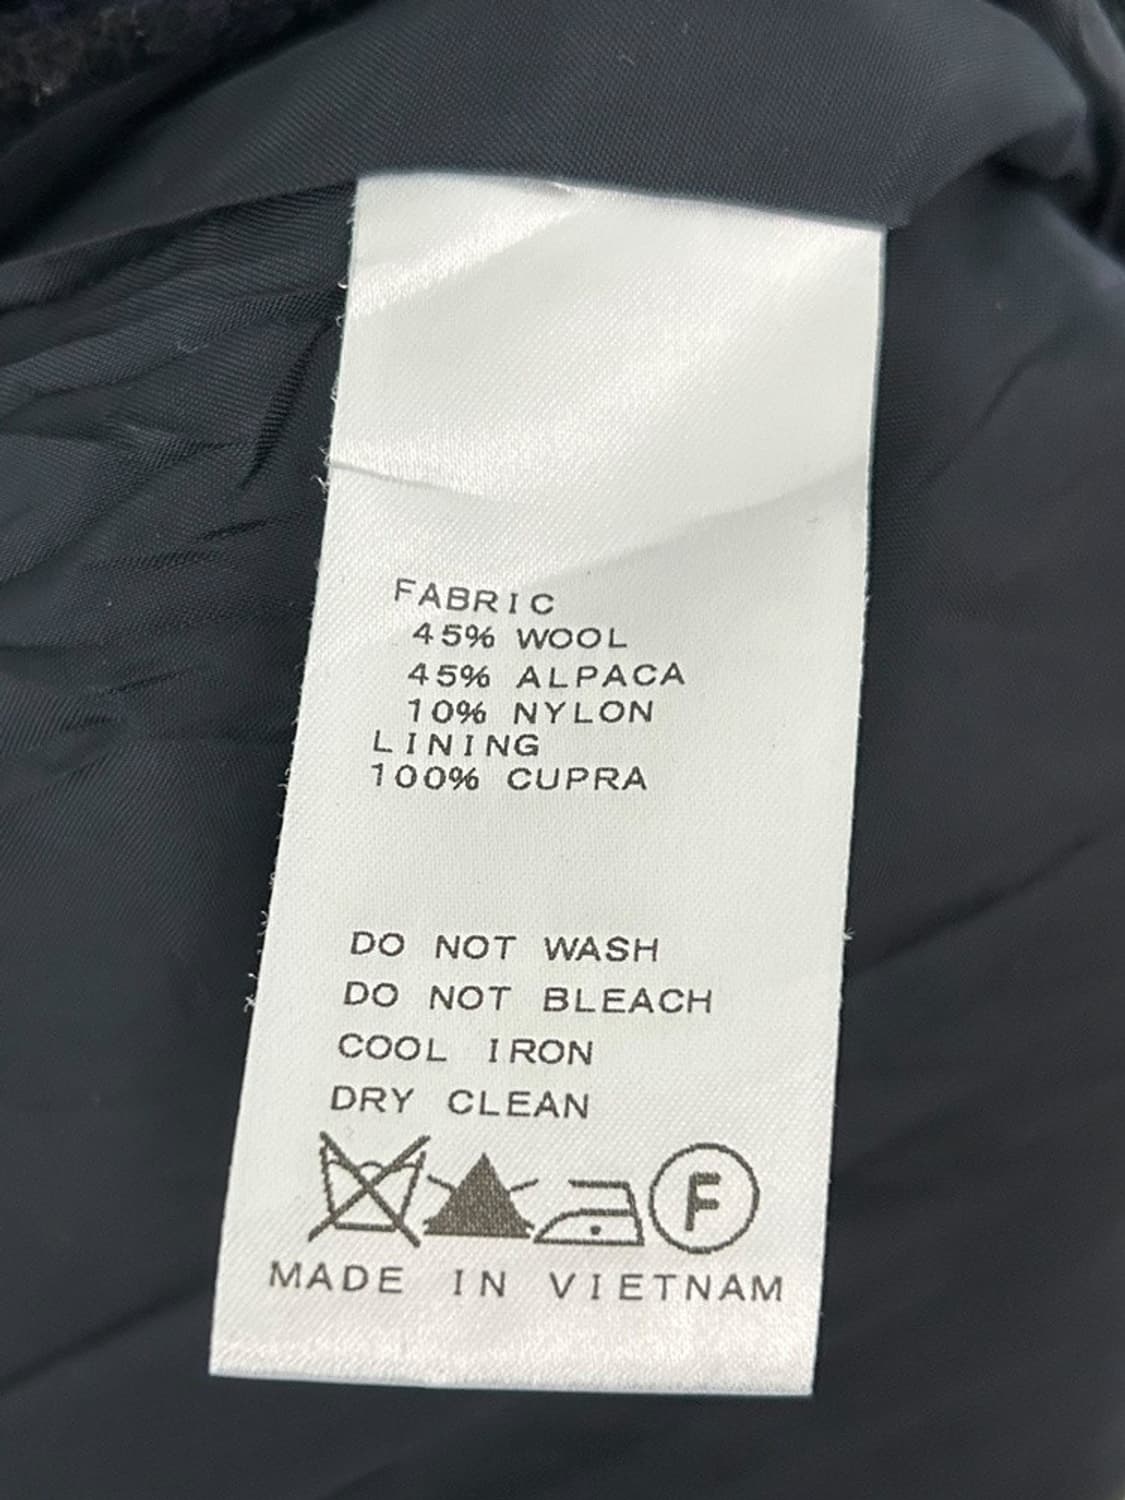 FABRIC
45% WOOL
45% ALPACA
10% NYLON
LINING
100% CUPRA
DO NOT WASH
DO NOT BLEACH
COOL IRON
DRY CLEAN
F
MADE IN VIETNAM